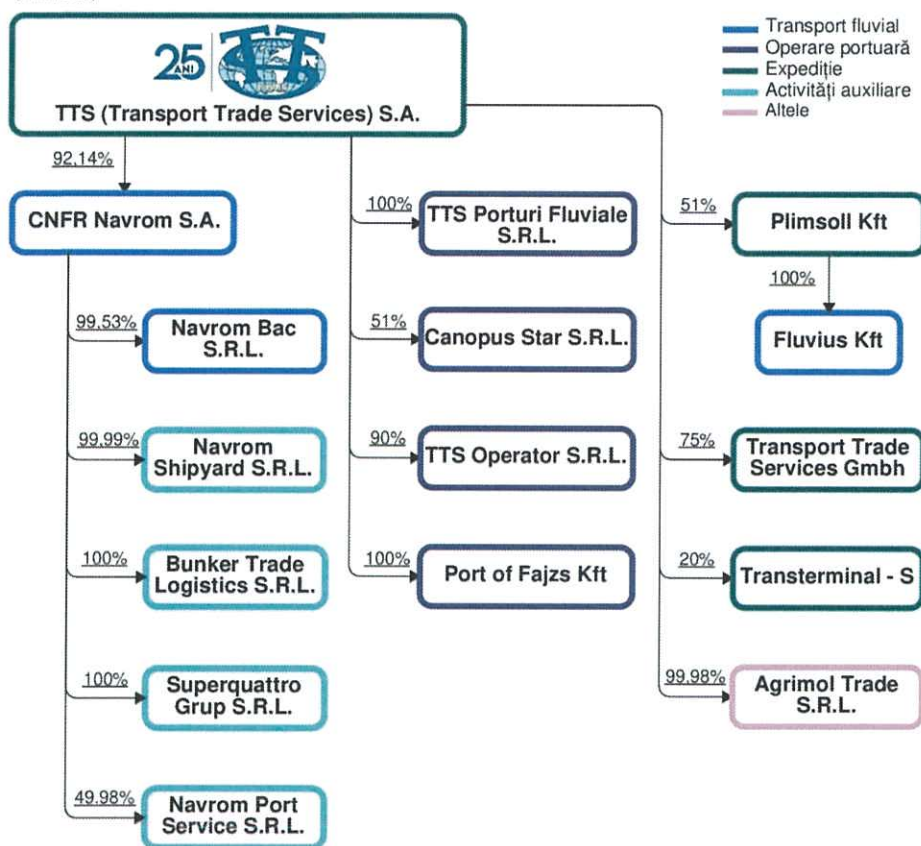 25
ANI
TTS
TTS (Transport Trade Services) S.A.
Transport fluvial
Operare portuară
Expediție
Activități auxiliare
Altele
92,14%
CNFR Navrom S.A.
99,53%
Navrom Bac
S.R.L.
99,99%
Navrom
Shipyard S.R.L.
100%
Bunker Trade
Logistics S.R.L.
100%
Superquattro
Grup S.R.L.
49,98%
Navrom Port
Service S.R.L.
100%
TTS Porturi Fluviale
S.R.L.
51%
Canopus Star S.R.L.
90%
TTS Operator S.R.L.
100%
Port of Fajzs Kft
51%
Plimsoll Kft
100%
Fluvius Kft
75%
Transport Trade
Services Gmbh
20%
Transterminal - S
99,98%
Agrimol Trade
S.R.L.